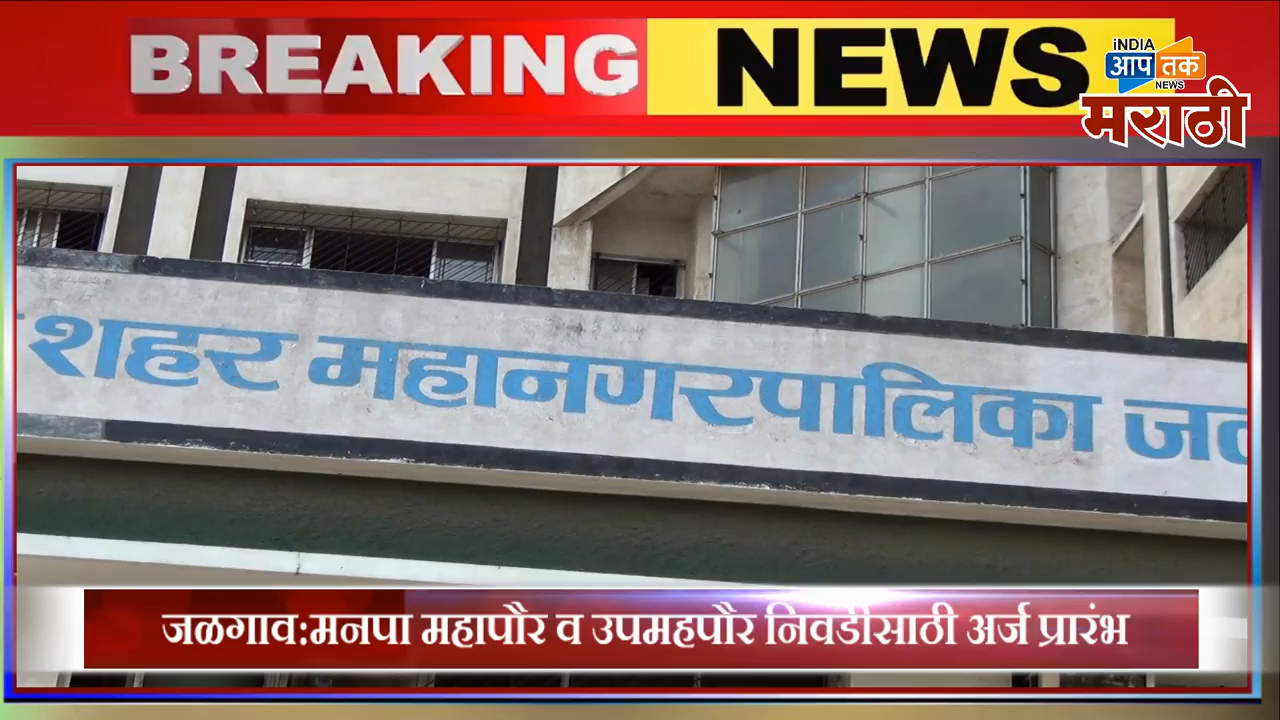 BREAKING NEWS
iNDIA
आप तक
NEWS
मराठी
शहर महानगरपालिका
जळगाव:मनपा महापौर व उपमहपौर निवडीसाठी अर्ज प्रारंभ